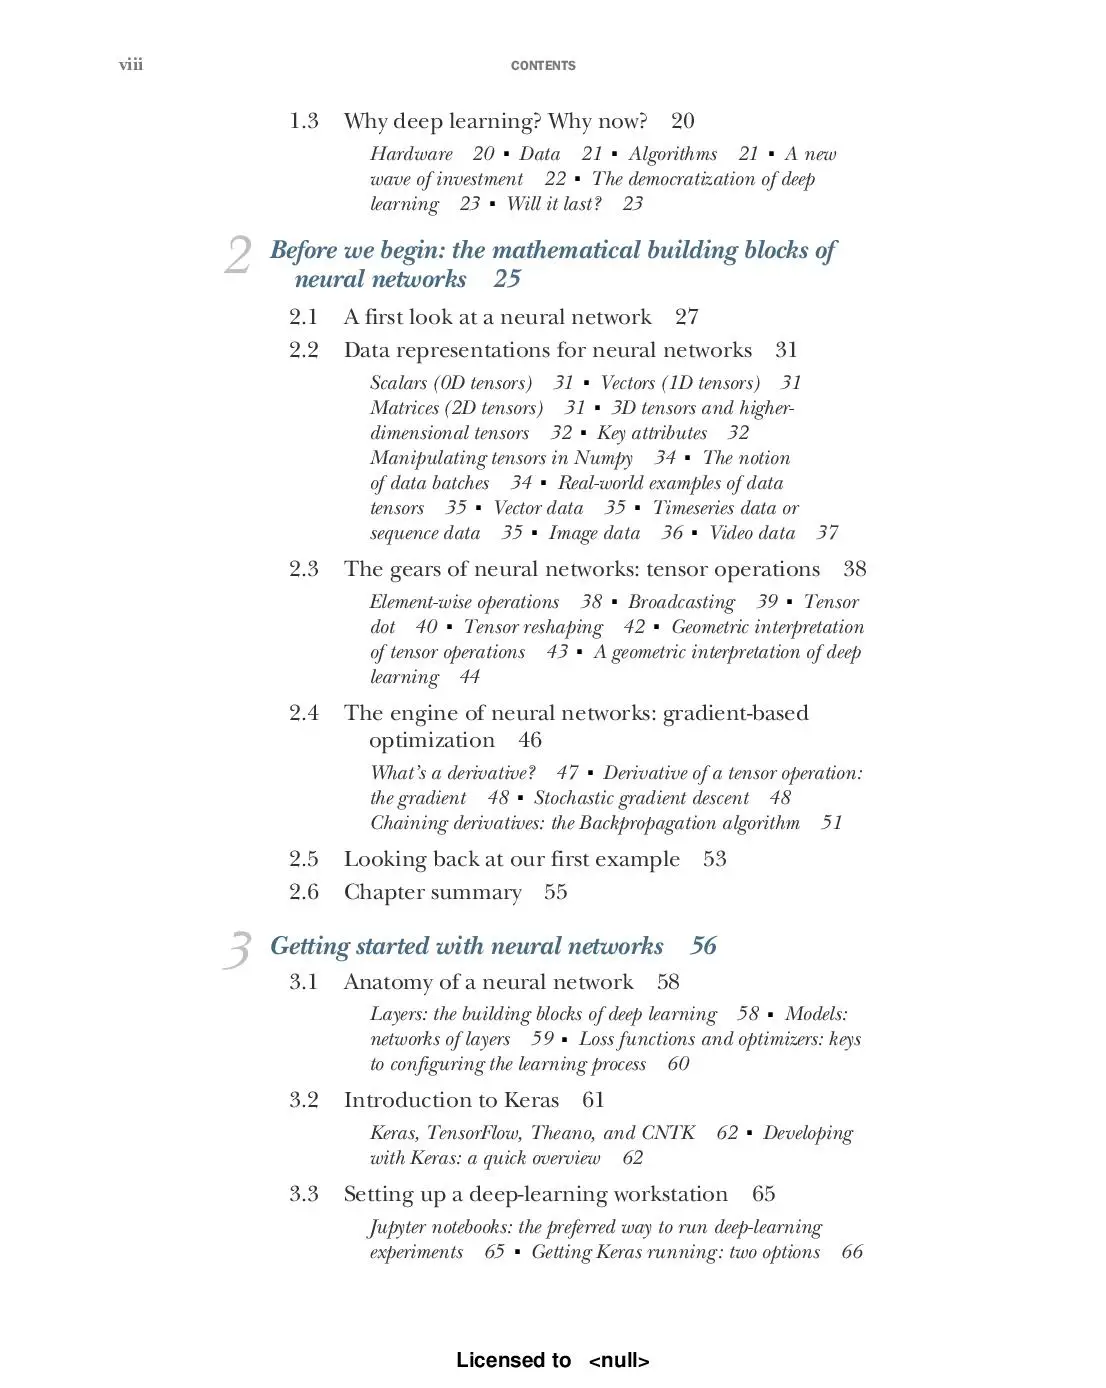 viii
CONTENTS
1.3 Why deep learning? Why now? 20
Hardware 20 ▪ Data 21 ▪ Algorithms 21 ▪ A new
wave of investment 22 ▪ The democratization of deep
learning 23 ▪ Will it last? 23
2 Before we begin: the mathematical building blocks of
neural networks 25
2.1 A first look at a neural network 27
2.2 Data representations for neural networks 31
Scalars (0D tensors) 31 ▪ Vectors (1D tensors) 31
Matrices (2D tensors) 31 ▪ 3D tensors and higher-
dimensional tensors 32 ▪ Key attributes 32
Manipulating tensors in Numpy 34 ▪ The notion
of data batches 34 ▪ Real-world examples of data
tensors 35 ▪ Vector data 35 ▪ Timeseries data or
sequence data 35 ▪ Image data 36 ▪ Video data 37
2.3 The gears of neural networks: tensor operations 38
Element-wise operations 38 ▪ Broadcasting 39 ▪ Tensor
dot 40 ▪ Tensor reshaping 42 ▪ Geometric interpretation
of tensor operations 43 ▪ A geometric interpretation of deep
learning 44
2.4 The engine of neural networks: gradient-based
optimization 46
What's a derivative? 47 ▪ Derivative of a tensor operation:
the gradient 48 ▪ Stochastic gradient descent 48
Chaining derivatives: the Backpropagation algorithm 51
2.5 Looking back at our first example 53
2.6 Chapter summary 55
3 Getting started with neural networks 56
3.1 Anatomy of a neural network 58
Layers: the building blocks of deep learning 58 ▪ Models:
networks of layers 59 ▪ Loss functions and optimizers: keys
to configuring the learning process 60
3.2 Introduction to Keras 61
Keras, TensorFlow, Theano, and CNTK 62 ▪ Developing
with Keras: a quick overview 62
3.3 Setting up a deep-learning workstation 65
Jupyter notebooks: the preferred way to run deep-learning
experiments 65 ▪ Getting Keras running: two options 66
Licensed to <null>